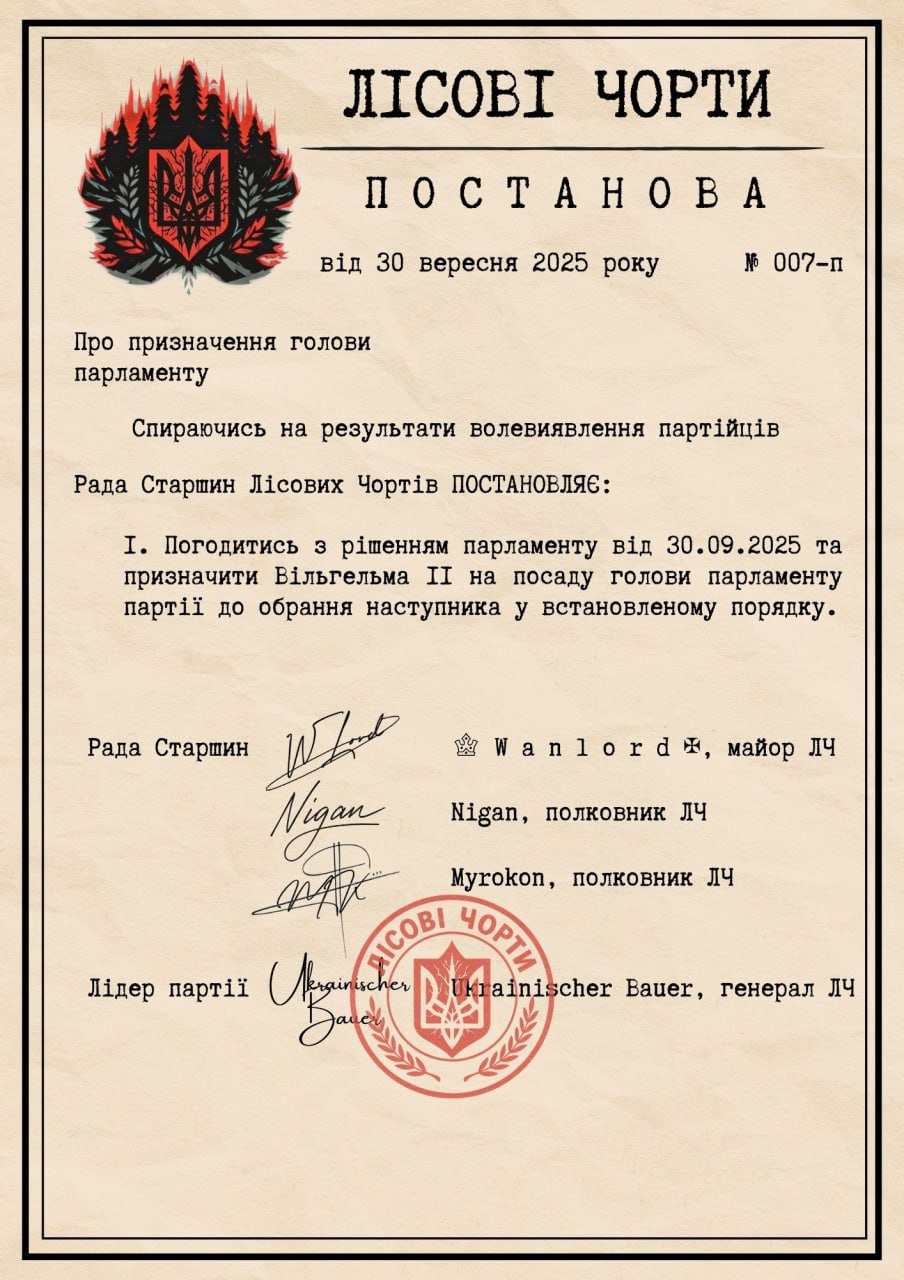 ЛІСОВІ ЧОРТИ
ПОСТАНОВА
від 30 вересня 2025 року № 007-п
Про призначення голови
парламенту
Спираючись на результати волевиявлення партійців
Рада Старшин Лісових Чортів ПОСТАНОВЛЯЄ:
І. Погодитись з рішенням парламенту від 30.09.2025 та
призначити Вільгельма ІІ на посаду голови парламенту
партії до обрання наступника у встановленому порядку.
Рада Старшин W Lord ♔ W a n l o r d ✠, майор ЛЧ
Nigan Nigan, полковник ЛЧ
Myrokon, полковник ЛЧ
ЛІСОВІ ЧОРТИ
Лідер партії Ukrainischer Ukrainischer Bauer, генерал ЛЧ
Bauer